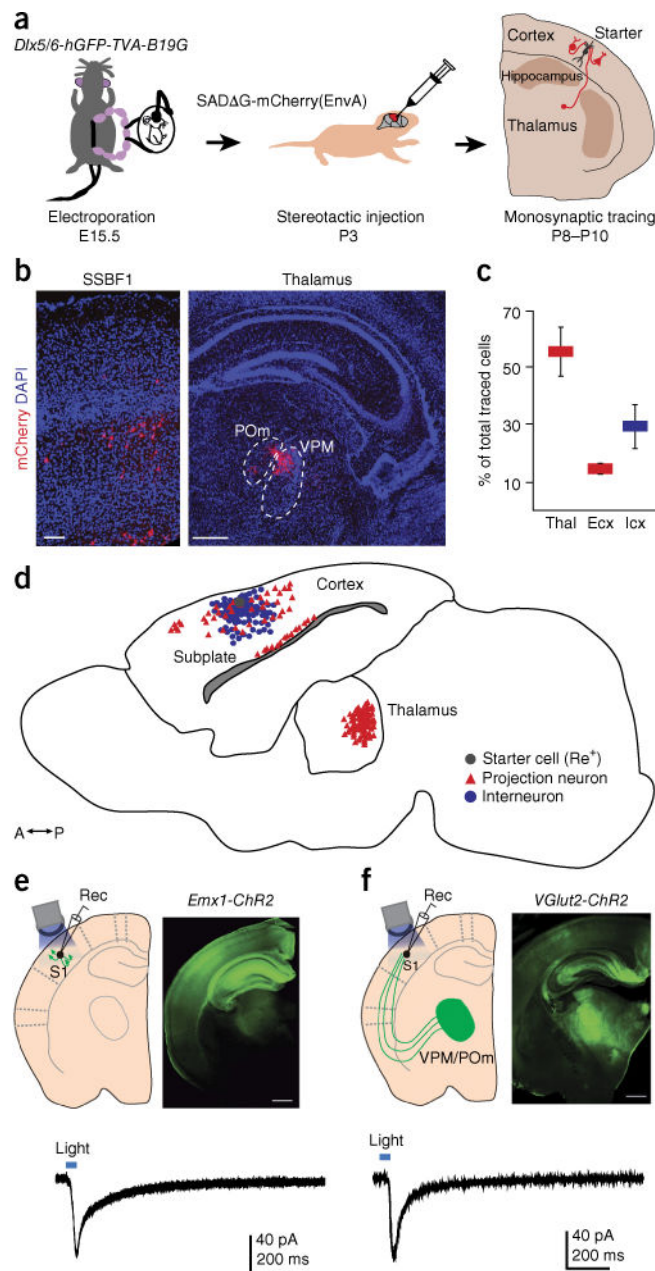 a
Dlx5/6-hGFP-TVA-B19G
SADΔG-mCherry(EnvA)
Cortex
Starter
Hippocampus
Thalamus
Electroporation
E15.5
Stereotactic injection
P3
Monosynaptic tracing
P8–P10
b
SSBF1
Thalamus
mCherry DAPI
POm
VPM
c
% of total traced cells
70
50
30
10
Thal Ecx Icx
d
Cortex
Subplate
Thalamus
Starter cell (Re+)
Projection neuron
Interneuron
A P
e
Rec
Emx1-ChR2
S1
f
Rec
VGlut2-ChR2
S1
VPM/POm
Light
40 pA
200 ms
Light
40 pA
200 ms